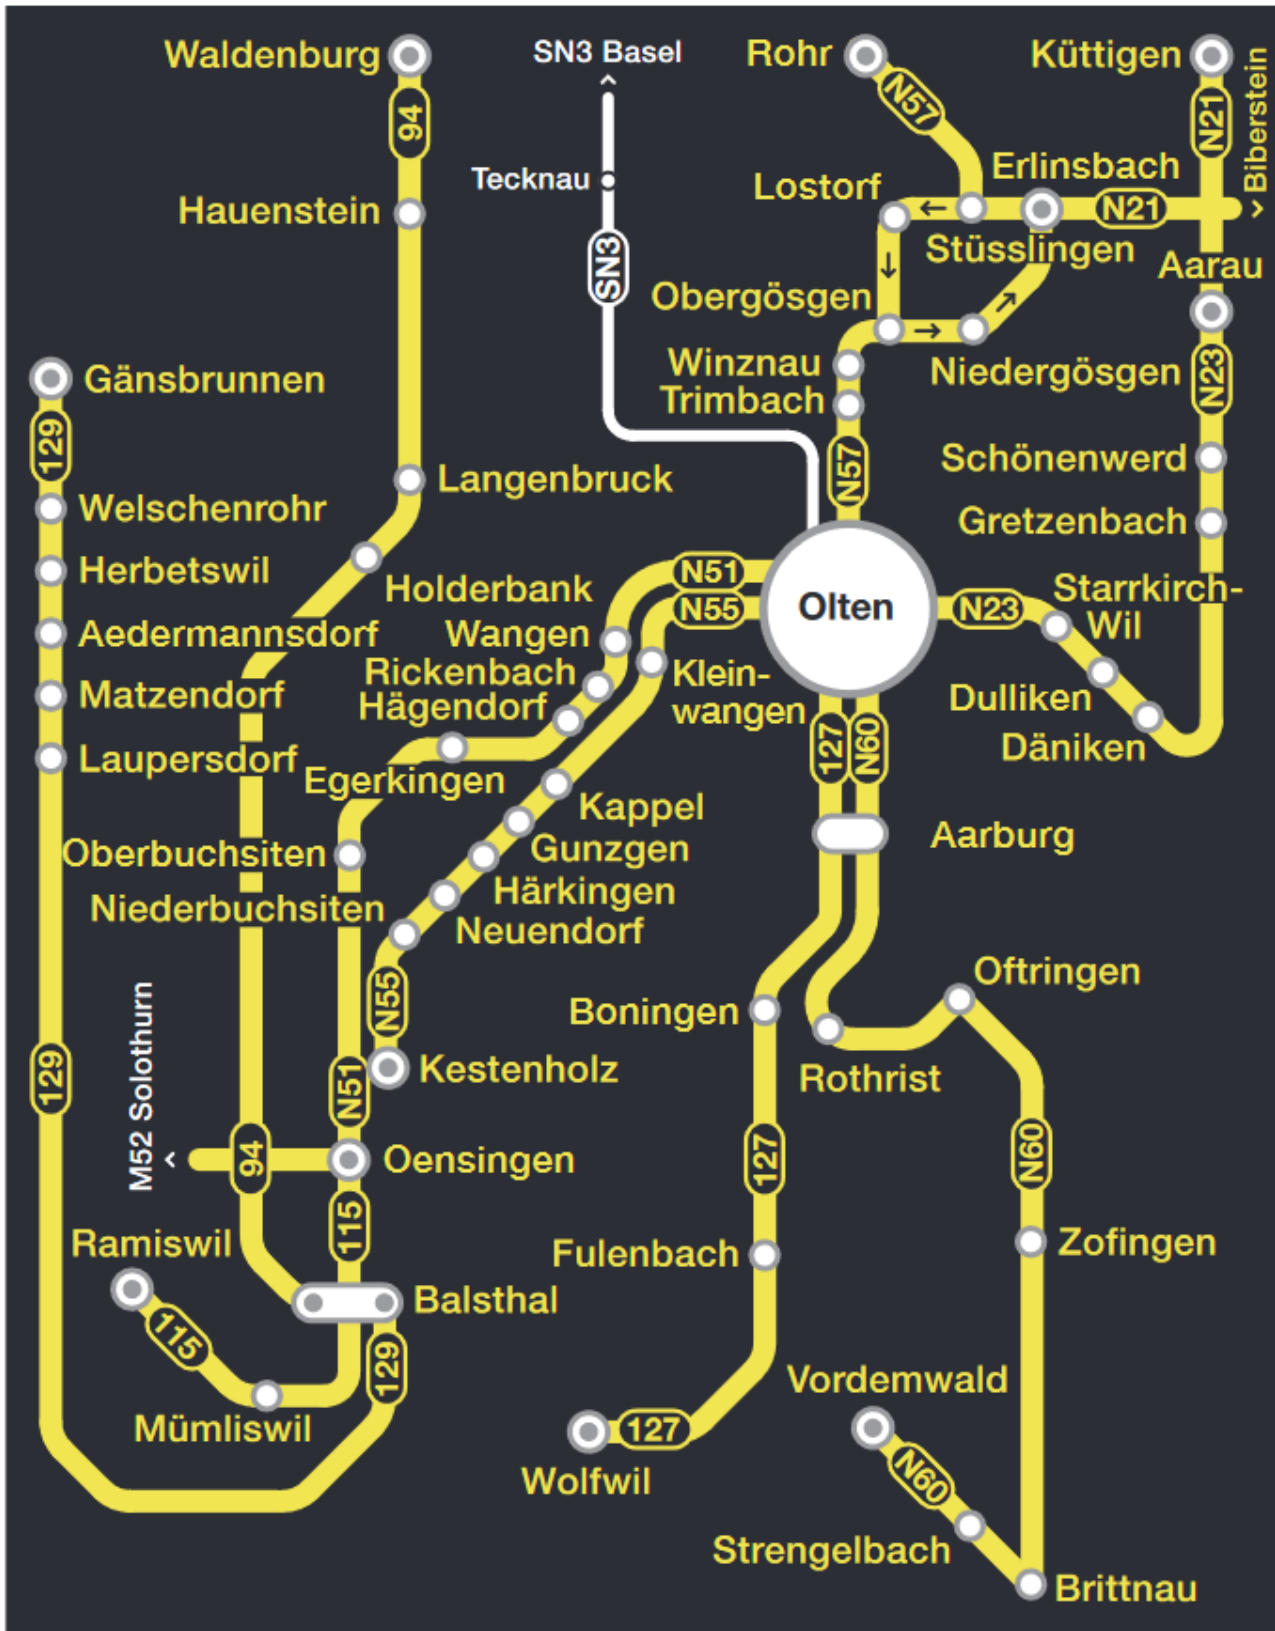 Waldenburg
SN3 Basel
Rohr
Küttigen
94
N57
N21
Biberstein
Tecknau
Erlinsbach
Lostorf
Hauenstein
N21
SN3
Stüsslingen
Aarau
Obergösgen
Winznau
Niedergösgen
Gänsbrunnen
N23
Trimbach
129
N57
Schönenwerd
Langenbruck
Welschenrohr
Gretzenbach
Herbetswil
Holderbank
N51
Starrkirch-
Wil
N55
Olten
N23
Aedermannsdorf
Wangen
Rickenbach
Klein-
wangen
Matzendorf
Hägendorf
Dulliken
Däniken
127
N60
Laupersdorf
Egerkingen
Kappel
Aarburg
Oberbuchsiten
Gunzgen
Härkingen
Niederbuchsiten
Neuendorf
Oftringen
N55
Boningen
M52 Solothurn
129
N51
Kestenholz
Rothrist
94
Oensingen
127
N60
115
Ramiswil
Fulenbach
Zofingen
Balsthal
115
129
Vordemwald
Mümliswil
127
Wolfwil
N60
Strengelbach
Brittnau